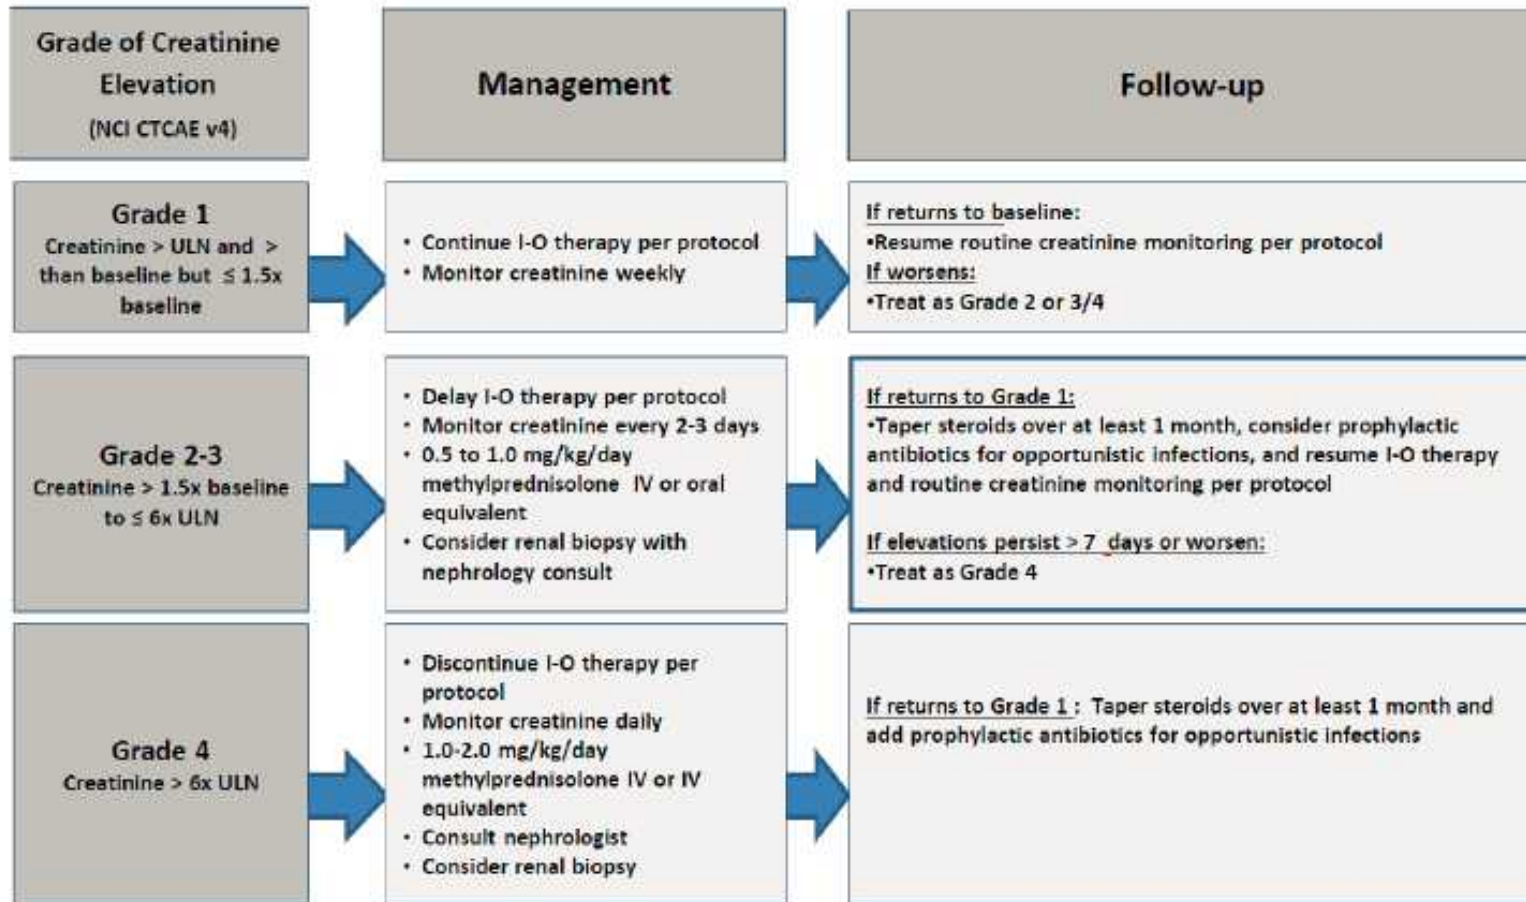 Grade of Creatinine
Elevation
(NCI CTCAE v4)
Management
Follow-up
Grade 1
Creatinine > ULN and >
than baseline but ≤ 1.5x
baseline
• Continue I-O therapy per protocol
• Monitor creatinine weekly
If returns to baseline:
•Resume routine creatinine monitoring per protocol
If worsens:
•Treat as Grade 2 or 3/4
Grade 2-3
Creatinine > 1.5x baseline
to ≤ 6x ULN
• Delay I-O therapy per protocol
• Monitor creatinine every 2-3 days
• 0.5 to 1.0 mg/kg/day
methylprednisolone IV or oral
equivalent
• Consider renal biopsy with
nephrology consult
If returns to Grade 1:
•Taper steroids over at least 1 month, consider prophylactic
antibiotics for opportunistic infections, and resume I-O therapy
and routine creatinine monitoring per protocol
If elevations persist > 7 days or worsen:
•Treat as Grade 4
Grade 4
Creatinine > 6x ULN
• Discontinue I-O therapy per
protocol
• Monitor creatinine daily
• 1.0-2.0 mg/kg/day
methylprednisolone IV or IV
equivalent
• Consult nephrologist
• Consider renal biopsy
If returns to Grade 1 : Taper steroids over at least 1 month and
add prophylactic antibiotics for opportunistic infections